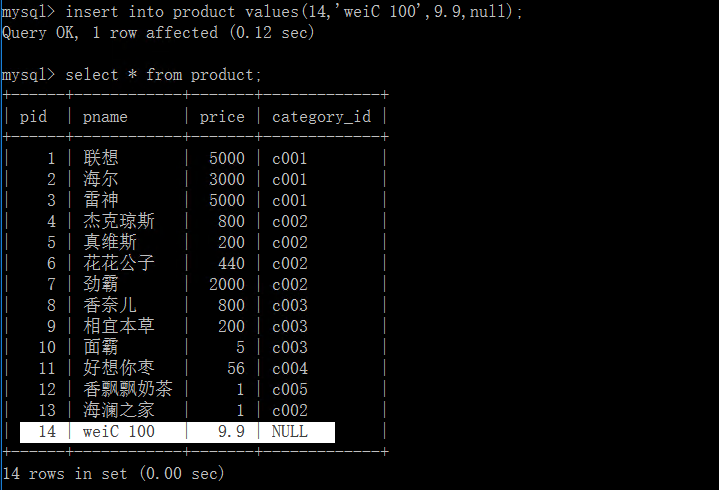 mysql> insert into product values(14,'weiC 100',9.9,null);
Query OK, 1 row affected (0.12 sec)
mysql> select * from product;
+------+------------+-------+-------------+
| pid  | pname      | price | category_id |
+------+------------+-------+-------------+
|    1 | 联想       |  5000 | c001        |
|    2 | 海尔       |  3000 | c001        |
|    3 | 雷神       |  5000 | c001        |
|    4 | 杰克琼斯   |   800 | c002        |
|    5 | 真维斯     |   200 | c002        |
|    6 | 花花公子   |   440 | c002        |
|    7 | 劲霸       |  2000 | c002        |
|    8 | 香奈儿     |   800 | c003        |
|    9 | 相宜本草   |   200 | c003        |
|   10 | 面霸       |     5 | c003        |
|   11 | 好想你枣   |    56 | c004        |
|   12 | 香飘飘奶茶 |     1 | c005        |
|   13 | 海澜之家   |     1 | c002        |
|   14 | weiC 100   |   9.9 | NULL        |
+------+------------+-------+-------------+
14 rows in set (0.00 sec)